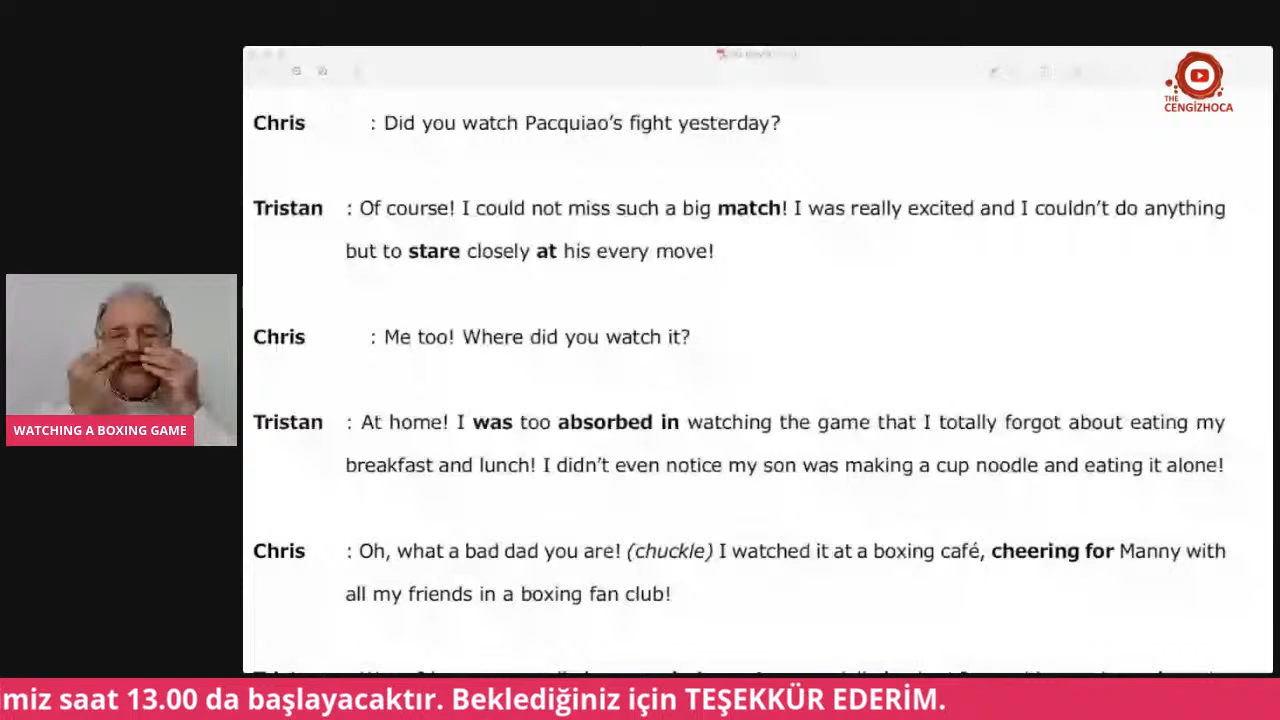 THE
CENGİZHOCA
Chris : Did you watch Pacquiao’s fight yesterday?
Tristan : Of course! I could not miss such a big match! I was really excited and I couldn’t do anything
but to stare closely at his every move!
Chris : Me too! Where did you watch it?
Tristan : At home! I was too absorbed in watching the game that I totally forgot about eating my
breakfast and lunch! I didn’t even notice my son was making a cup noodle and eating it alone!
Chris : Oh, what a bad dad you are! (chuckle) I watched it at a boxing café, cheering for Manny with
all my friends in a boxing fan club!
WATCHING A BOXING GAME
imiz saat 13.00 da başlayacaktır. Beklediğiniz için TEŞEKKÜR EDERİM.